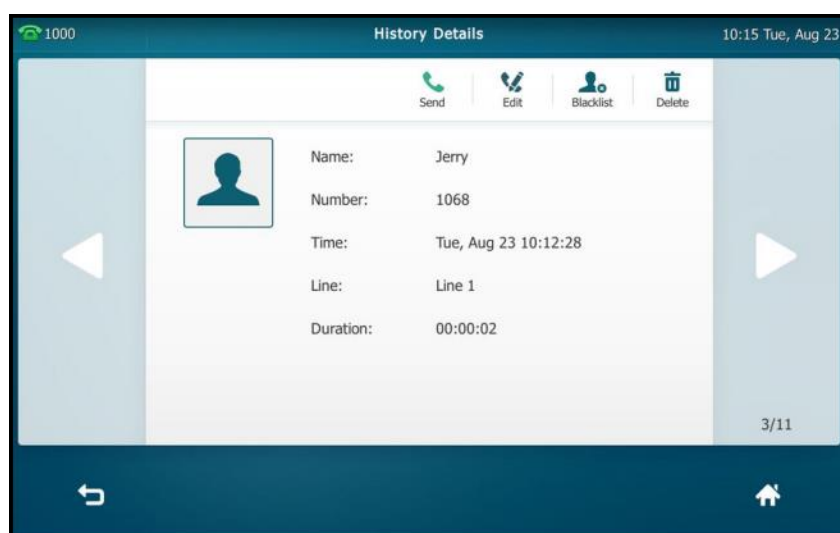 1000 History Details 10:15 Tue, Aug 23
Send Edit Blacklist Delete
Name: Jerry
Number: 1068
Time: Tue, Aug 23 10:12:28
Line: Line 1
Duration: 00:00:02
3/11